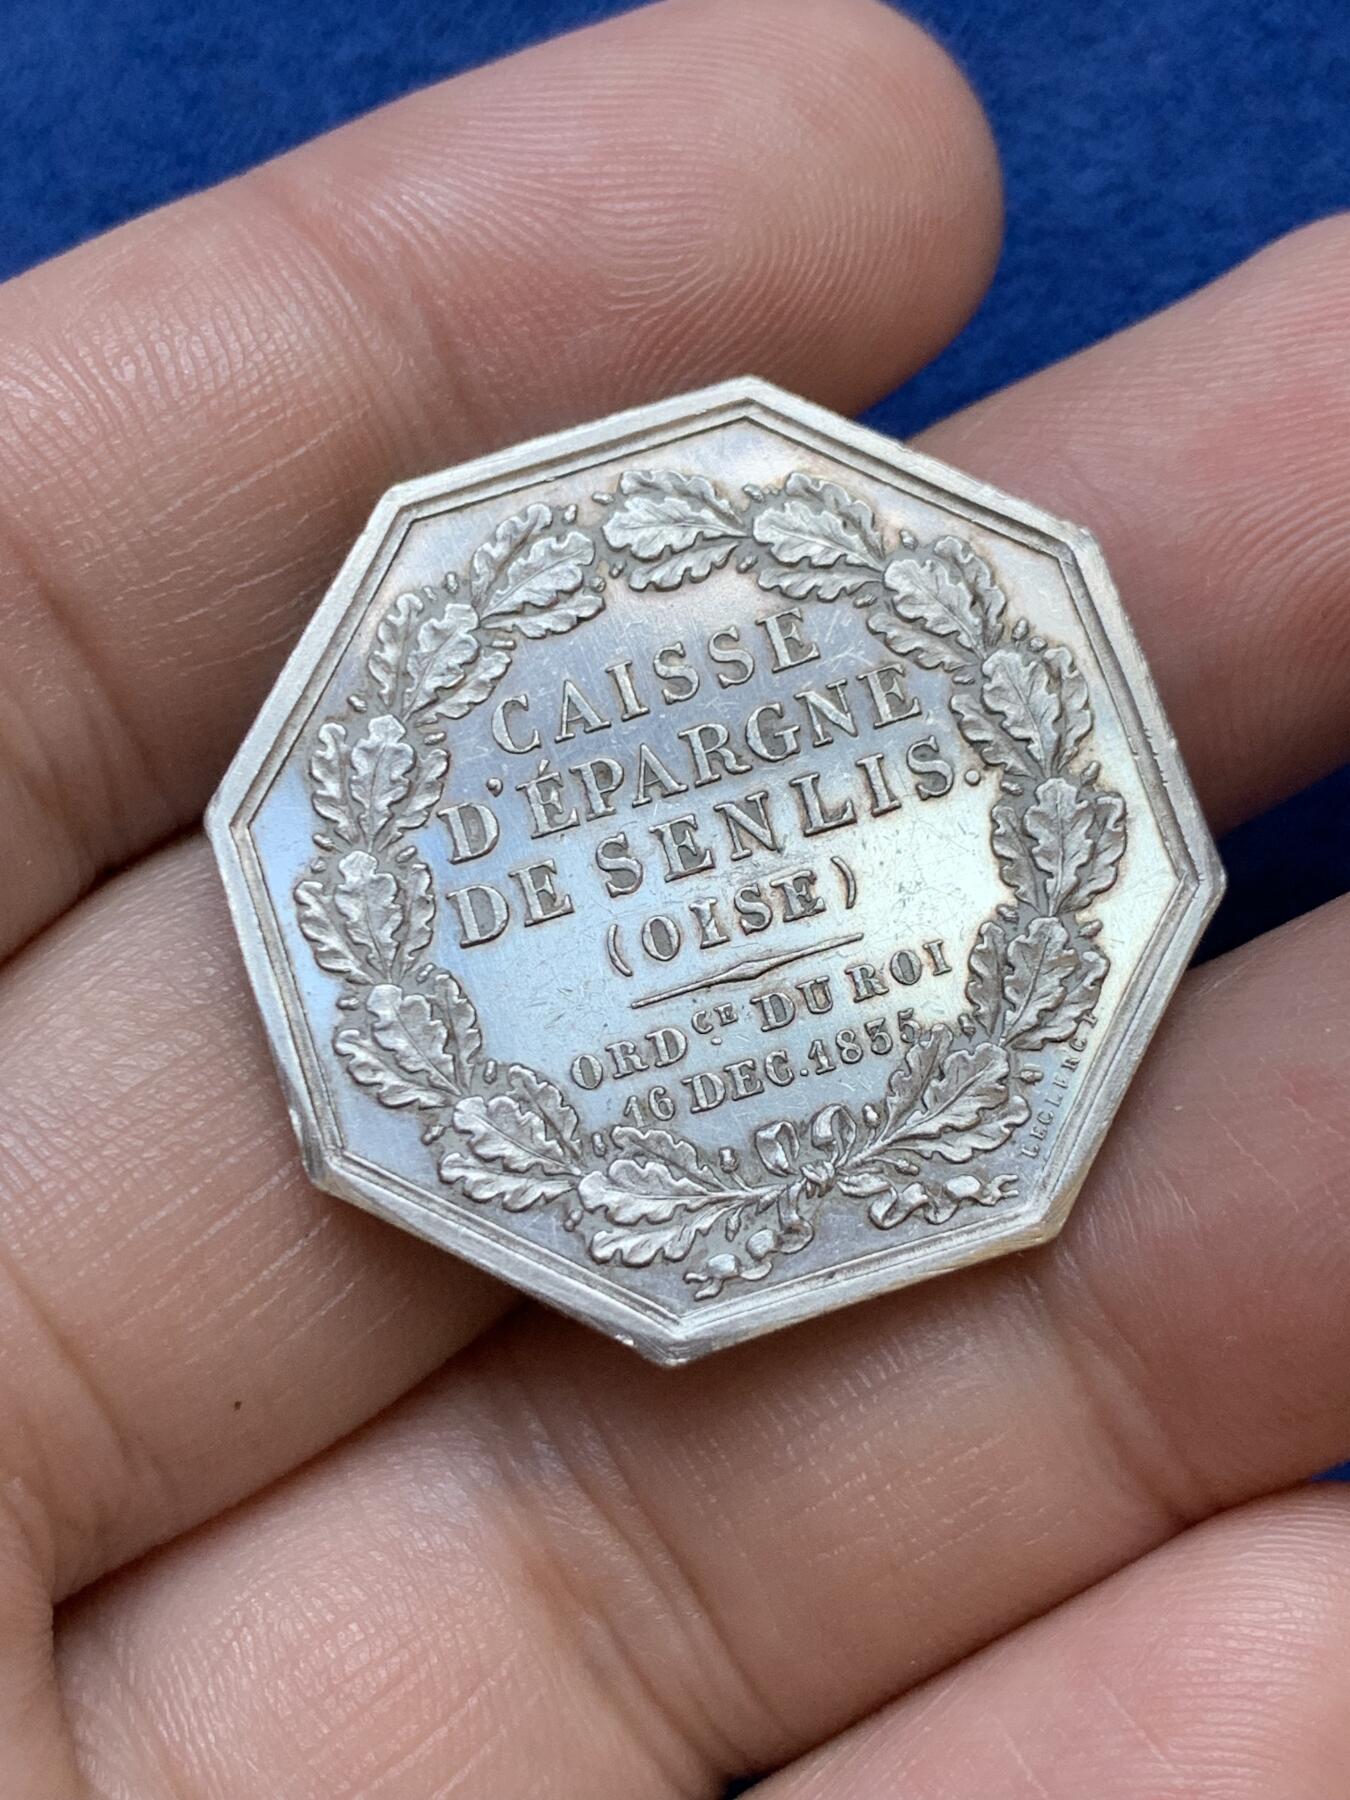 CAISSE
D'ÉPARGNE
DE SENLIS.
(OISE)
ORDCE DU ROI
16 DEC. 1835